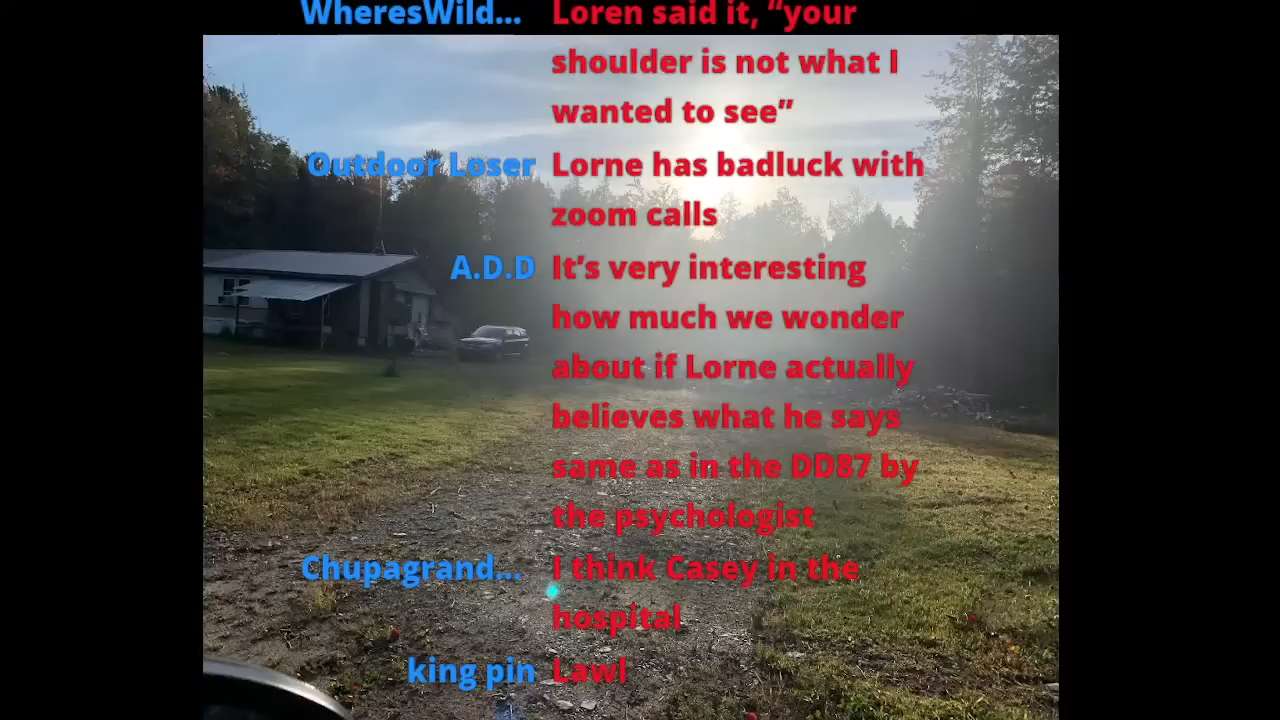 WheresWild... Loren said it, “your
shoulder is not what I
wanted to see”
Outdoor Loser Lorne has badluck with
zoom calls
A.D.D It’s very interesting
how much we wonder
about if Lorne actually
believes what he says
same as in the DD87 by
the psychologist
Chupagrand... I think Casey in the
hospital
king pin Lawl